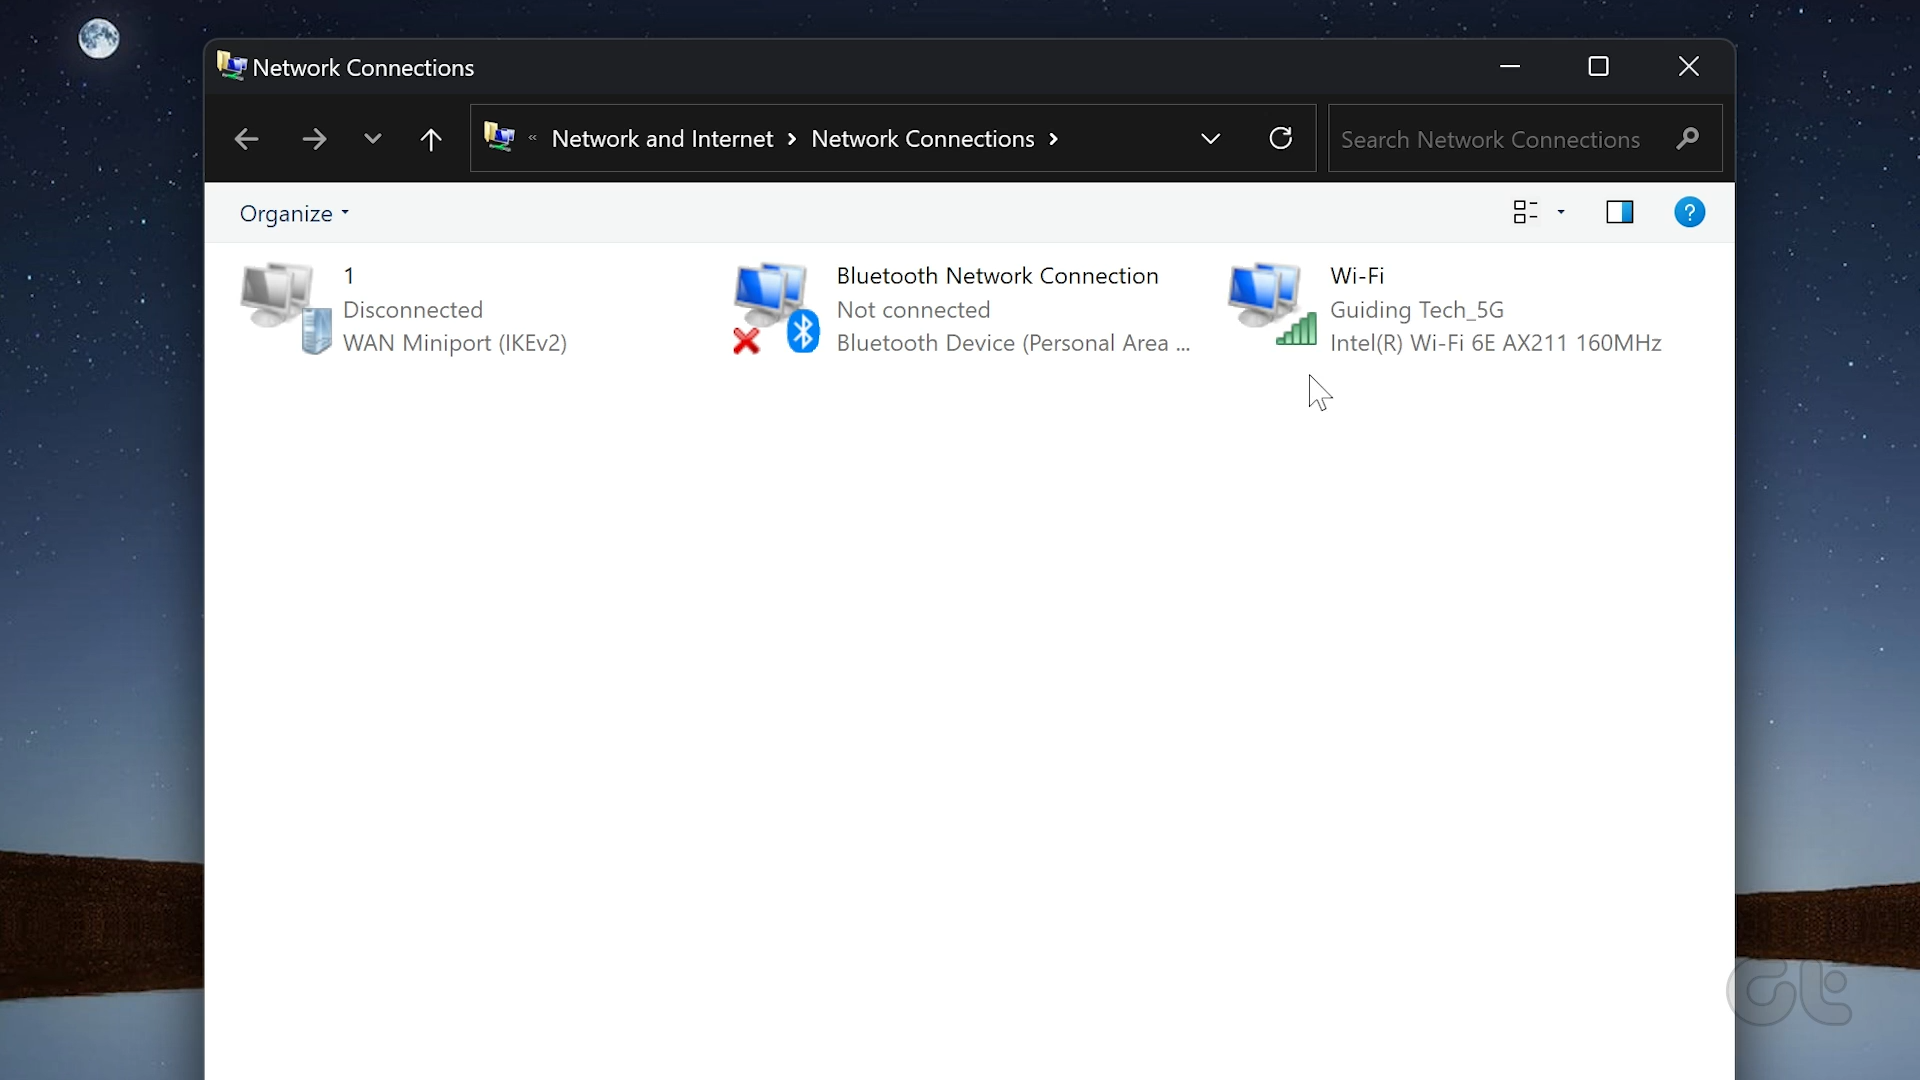 Network Connections
« Network and Internet > Network Connections >
Search Network Connections
Organize
?
1
Disconnected
WAN Miniport (IKEv2)
Bluetooth Network Connection
Not connected
Bluetooth Device (Personal Area ...
Wi-Fi
Guiding Tech_5G
Intel(R) Wi-Fi 6E AX211 160MHz
Gt